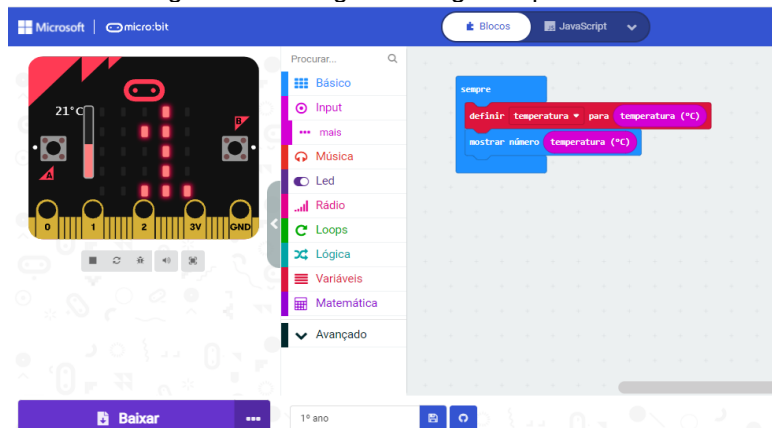 Microsoft micro:bit
Blocos
JavaScript
21°C
B
A
0 1 2 3V GND
Procurar...
Básico
Input
mais
Música
Led
Rádio
Loops
Lógica
Variáveis
Matemática
Avançado
sempre
definir temperatura para temperatura (°C)
mostrar número temperatura (°C)
Baixar
1º ano